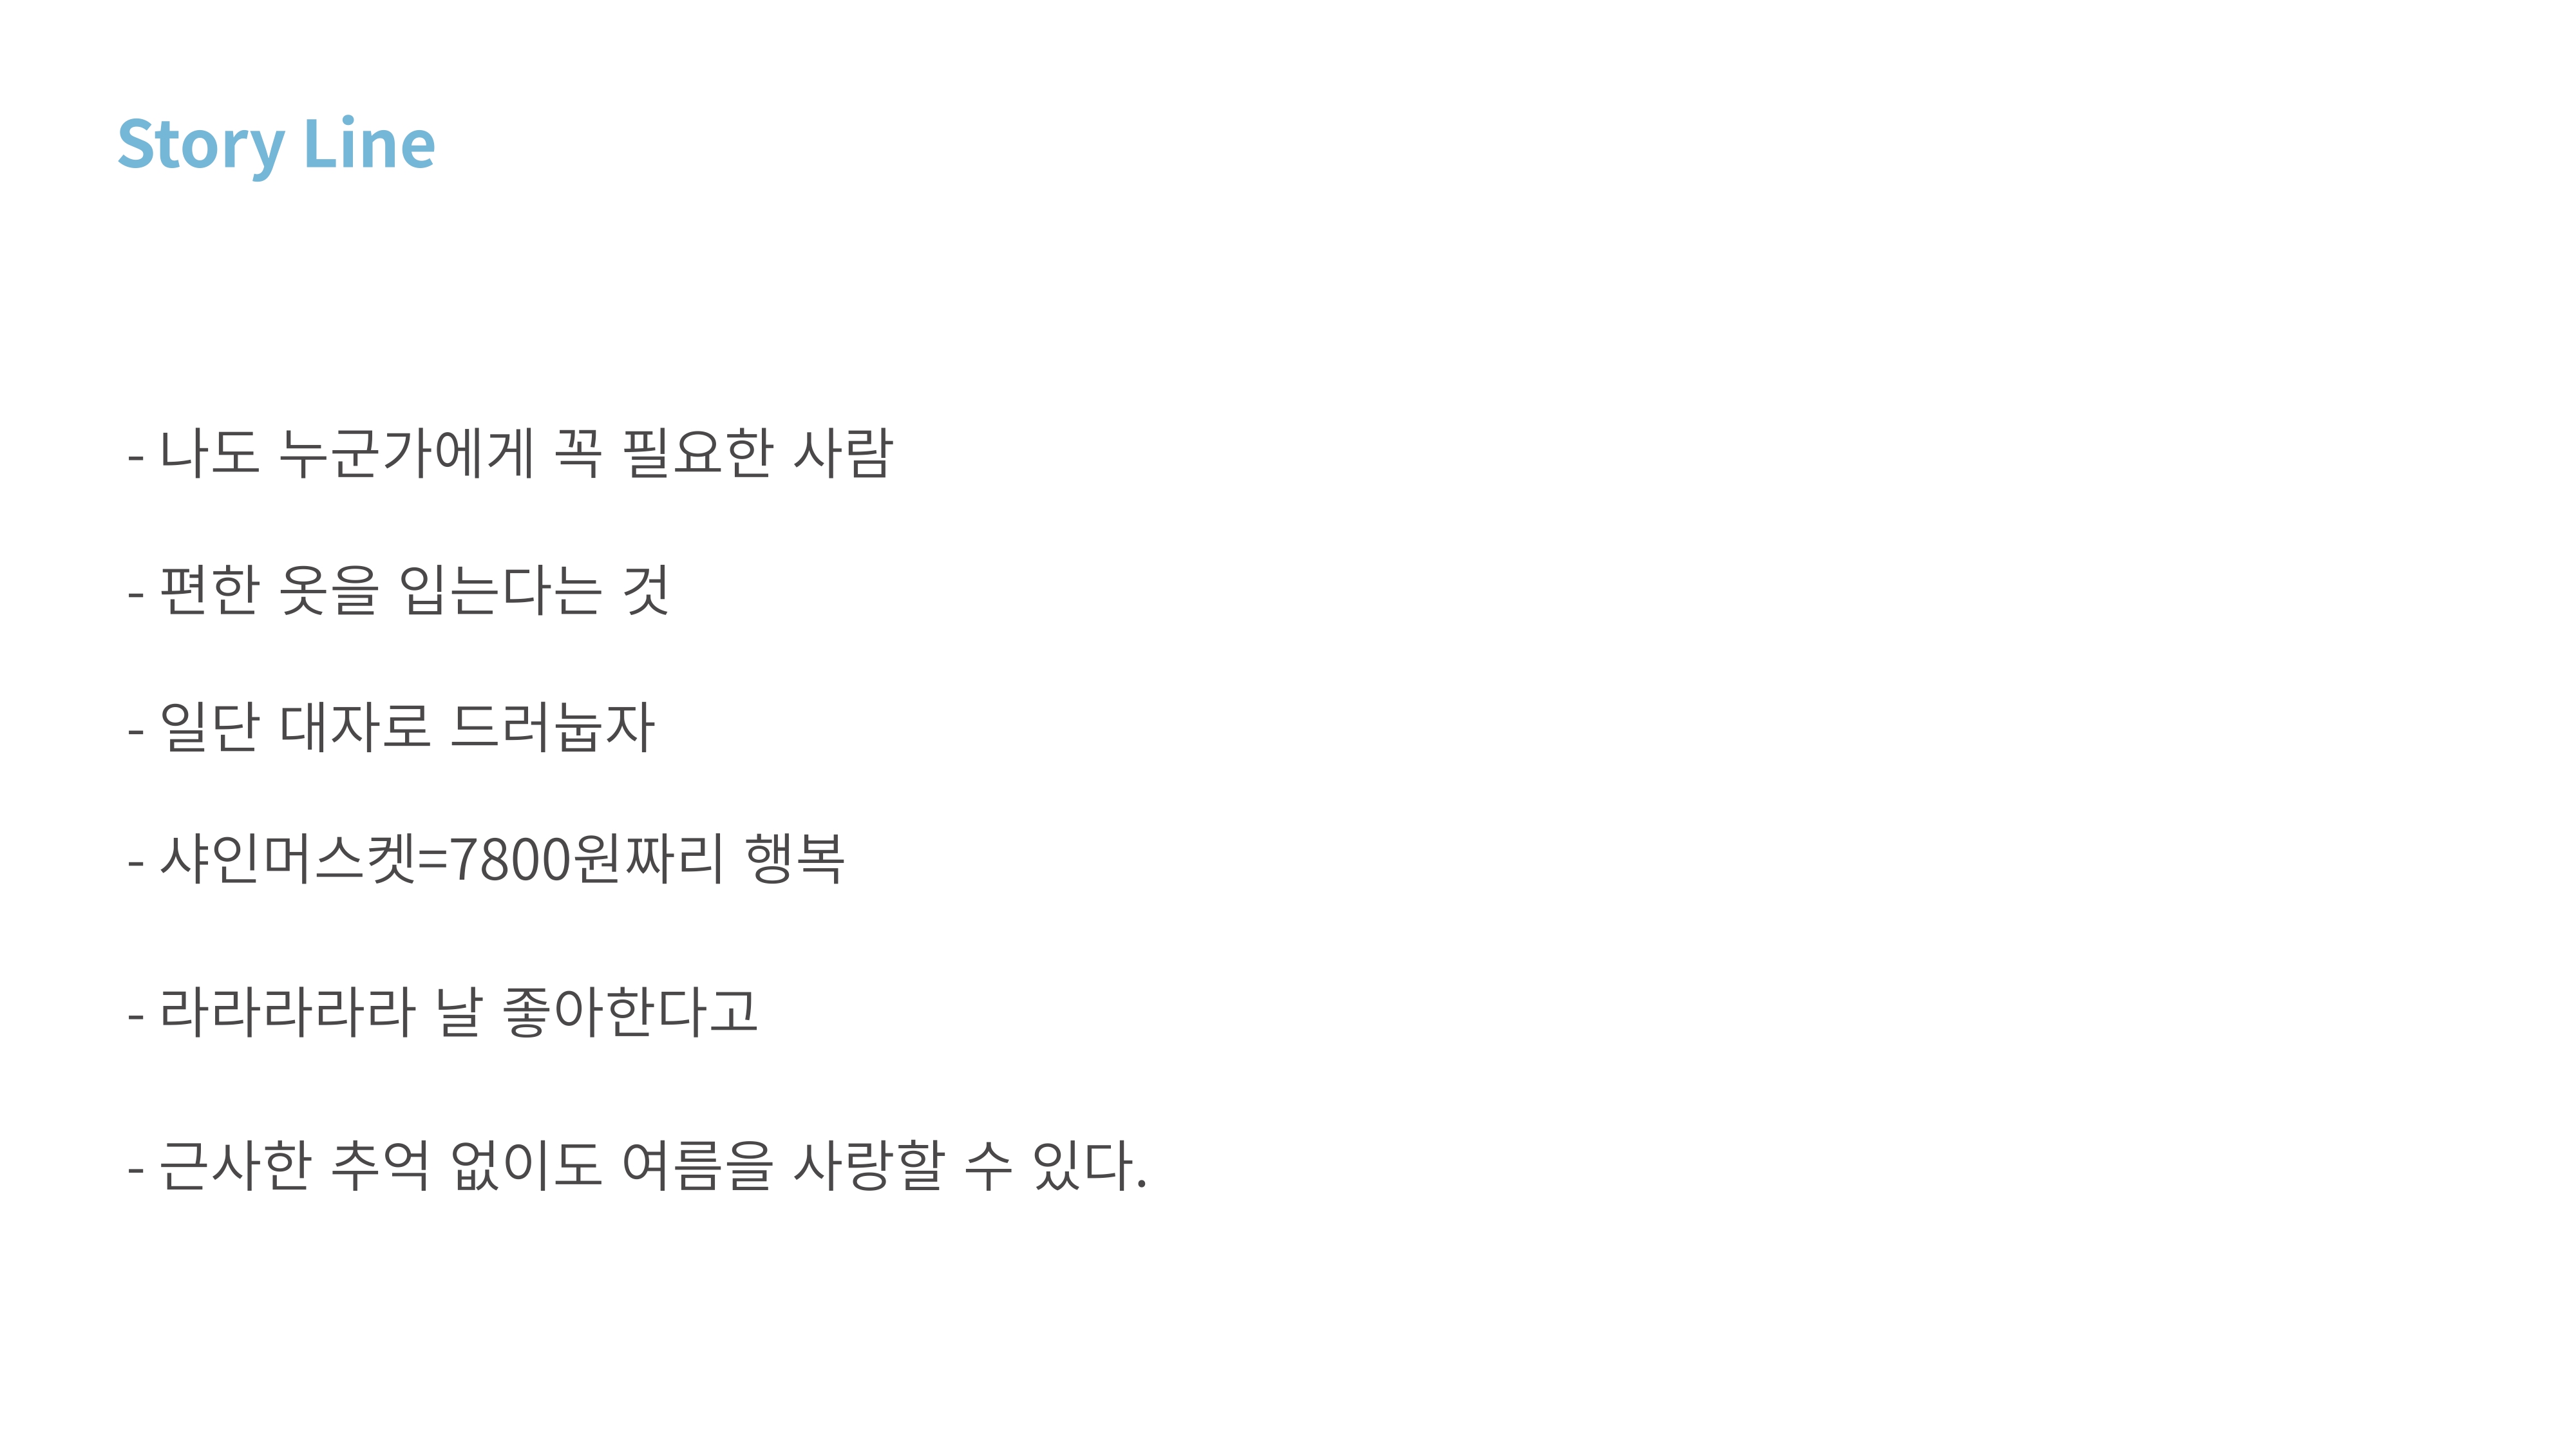 Story Line
- 나도 누군가에게 꼭 필요한 사람
- 편한 옷을 입는다는 것
- 일단 대자로 드러눕자
- 샤인머스켓=7800원짜리 행복
- 라라라라라 날 좋아한다고
- 근사한 추억 없이도 여름을 사랑할 수 있다.